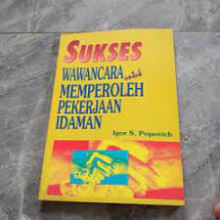 SUKSES
WAWANCARA untuk
MEMPEROLEH
PEKERJAAN
IDAMAN
Igor S. Popovich